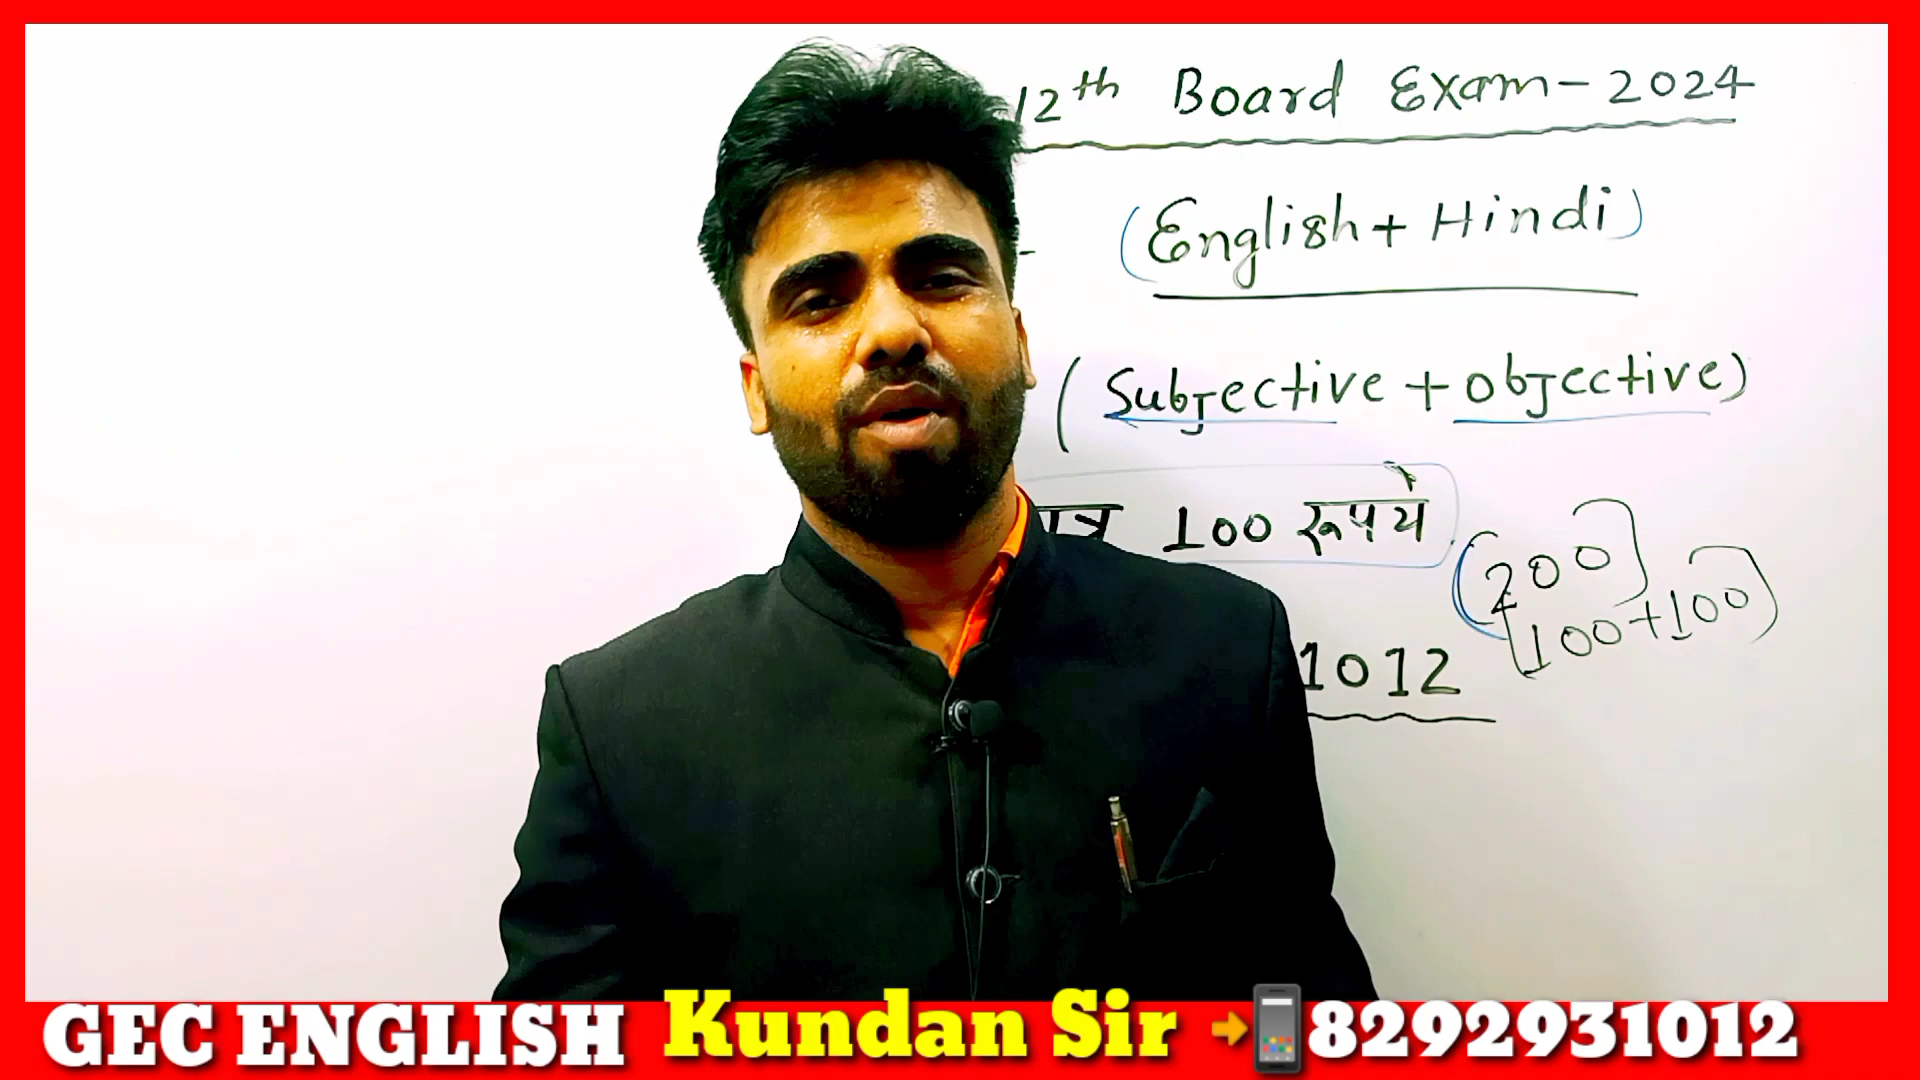 12th Board Exam-2024
- (English+Hindi)
(Subjective + objective)
मात्र 100 रूपये
(200)
(100+100)
1012
GEC ENGLISH Kundan Sir ➜📱8292931012